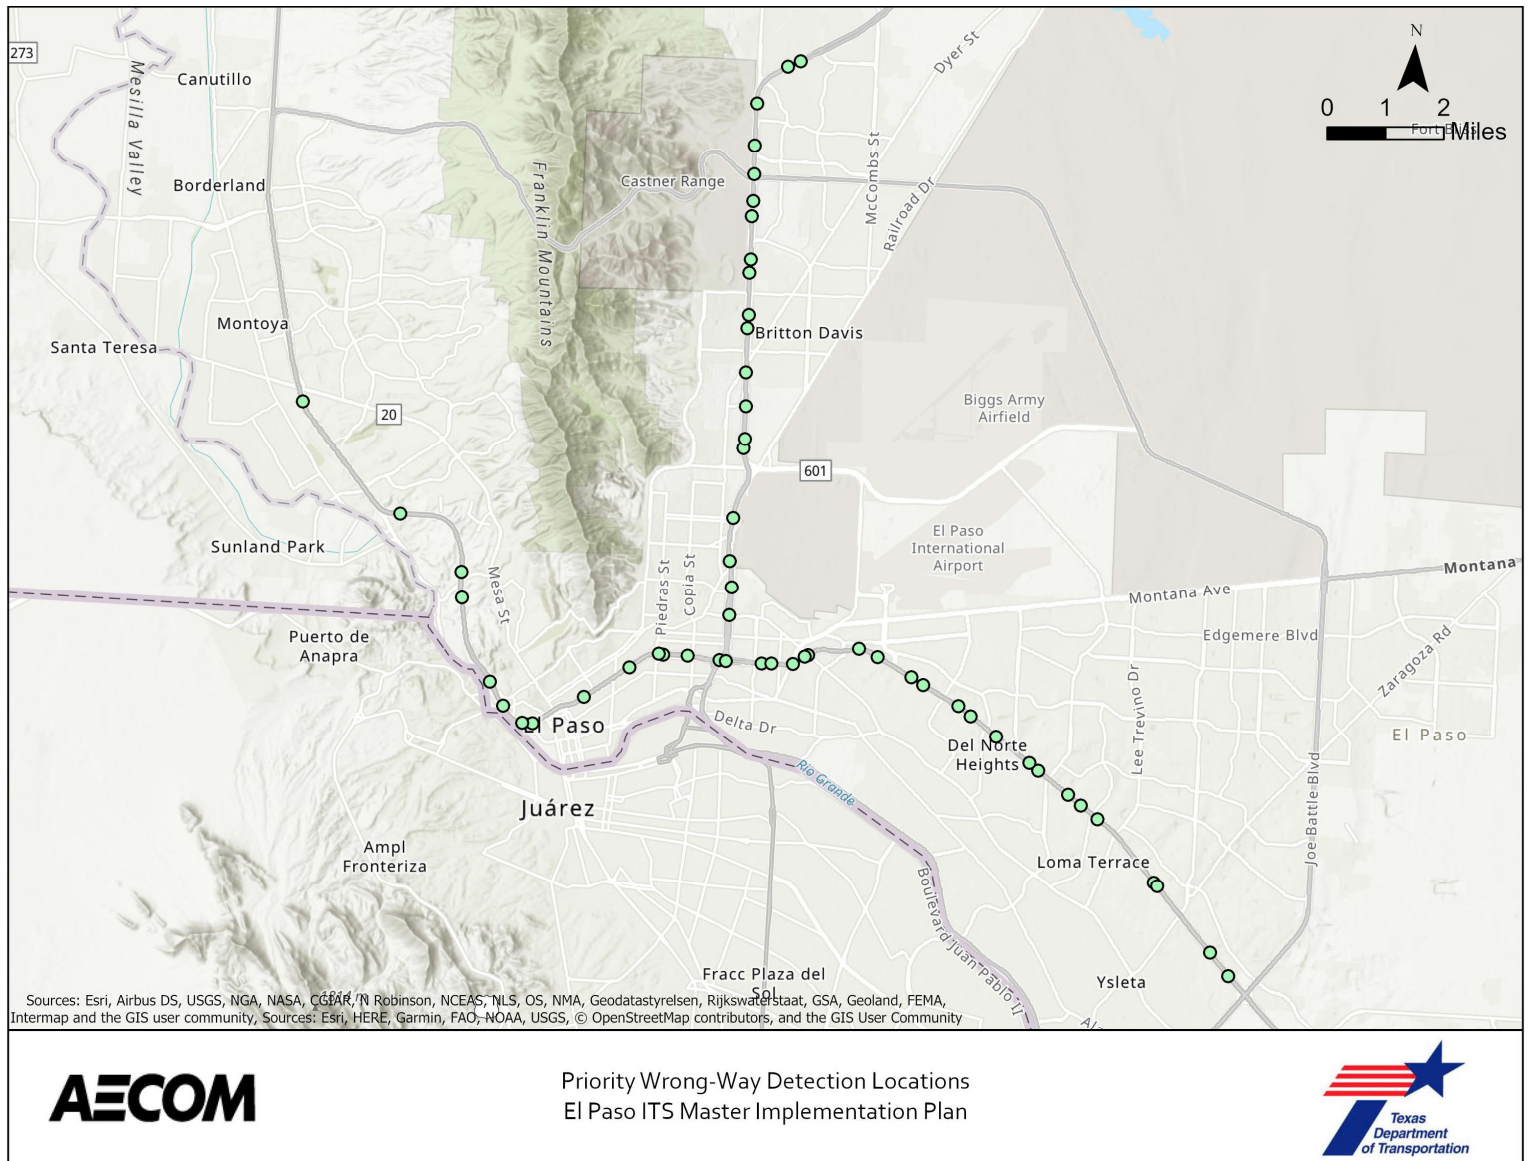 273
Canutillo
Mesilla Valley
Borderland
Montoya
Santa Teresa
20
Sunland Park
Puerto de
Anapra
Mesa St
Franklin Mountains
Castner Range
Dyer St
McCombs St
Railroad Dr
N
0 1 2
Miles
Fort Bliss
Britton Davis
Biggs Army
Airfield
601
El Paso
International
Airport
Piedras St
Copia St
Montana Ave
Montana
Edgemere Blvd
Zaragoza Rd
Lee Trevino Dr
El Paso
Joe Battle Blvd
El Paso
Delta Dr
Del Norte
Heights
Rio Grande
Juárez
Ampl
Fronteriza
Loma Terrace
Boulevard Juan Pablo II
Fracc Plaza del
Sol
Ysleta
Sources: Esri, Airbus DS, USGS, NGA, NASA, CGIAR, N Robinson, NCEAS, NLS, OS, NMA, Geodatastyrelsen, Rijkswaterstaat, GSA, Geoland, FEMA,
Intermap and the GIS user community, Sources: Esri, HERE, Garmin, FAO, NOAA, USGS, © OpenStreetMap contributors, and the GIS User Community
AECOM
Priority Wrong-Way Detection Locations
El Paso ITS Master Implementation Plan
Texas
Department
of Transportation